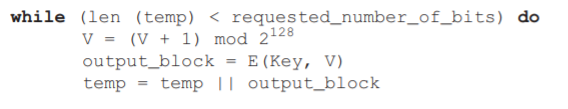 while (len (temp) < requested_number_of_bits) do
V = (V + 1) mod 2^128
output_block = E(Key, V)
temp = temp || output_block